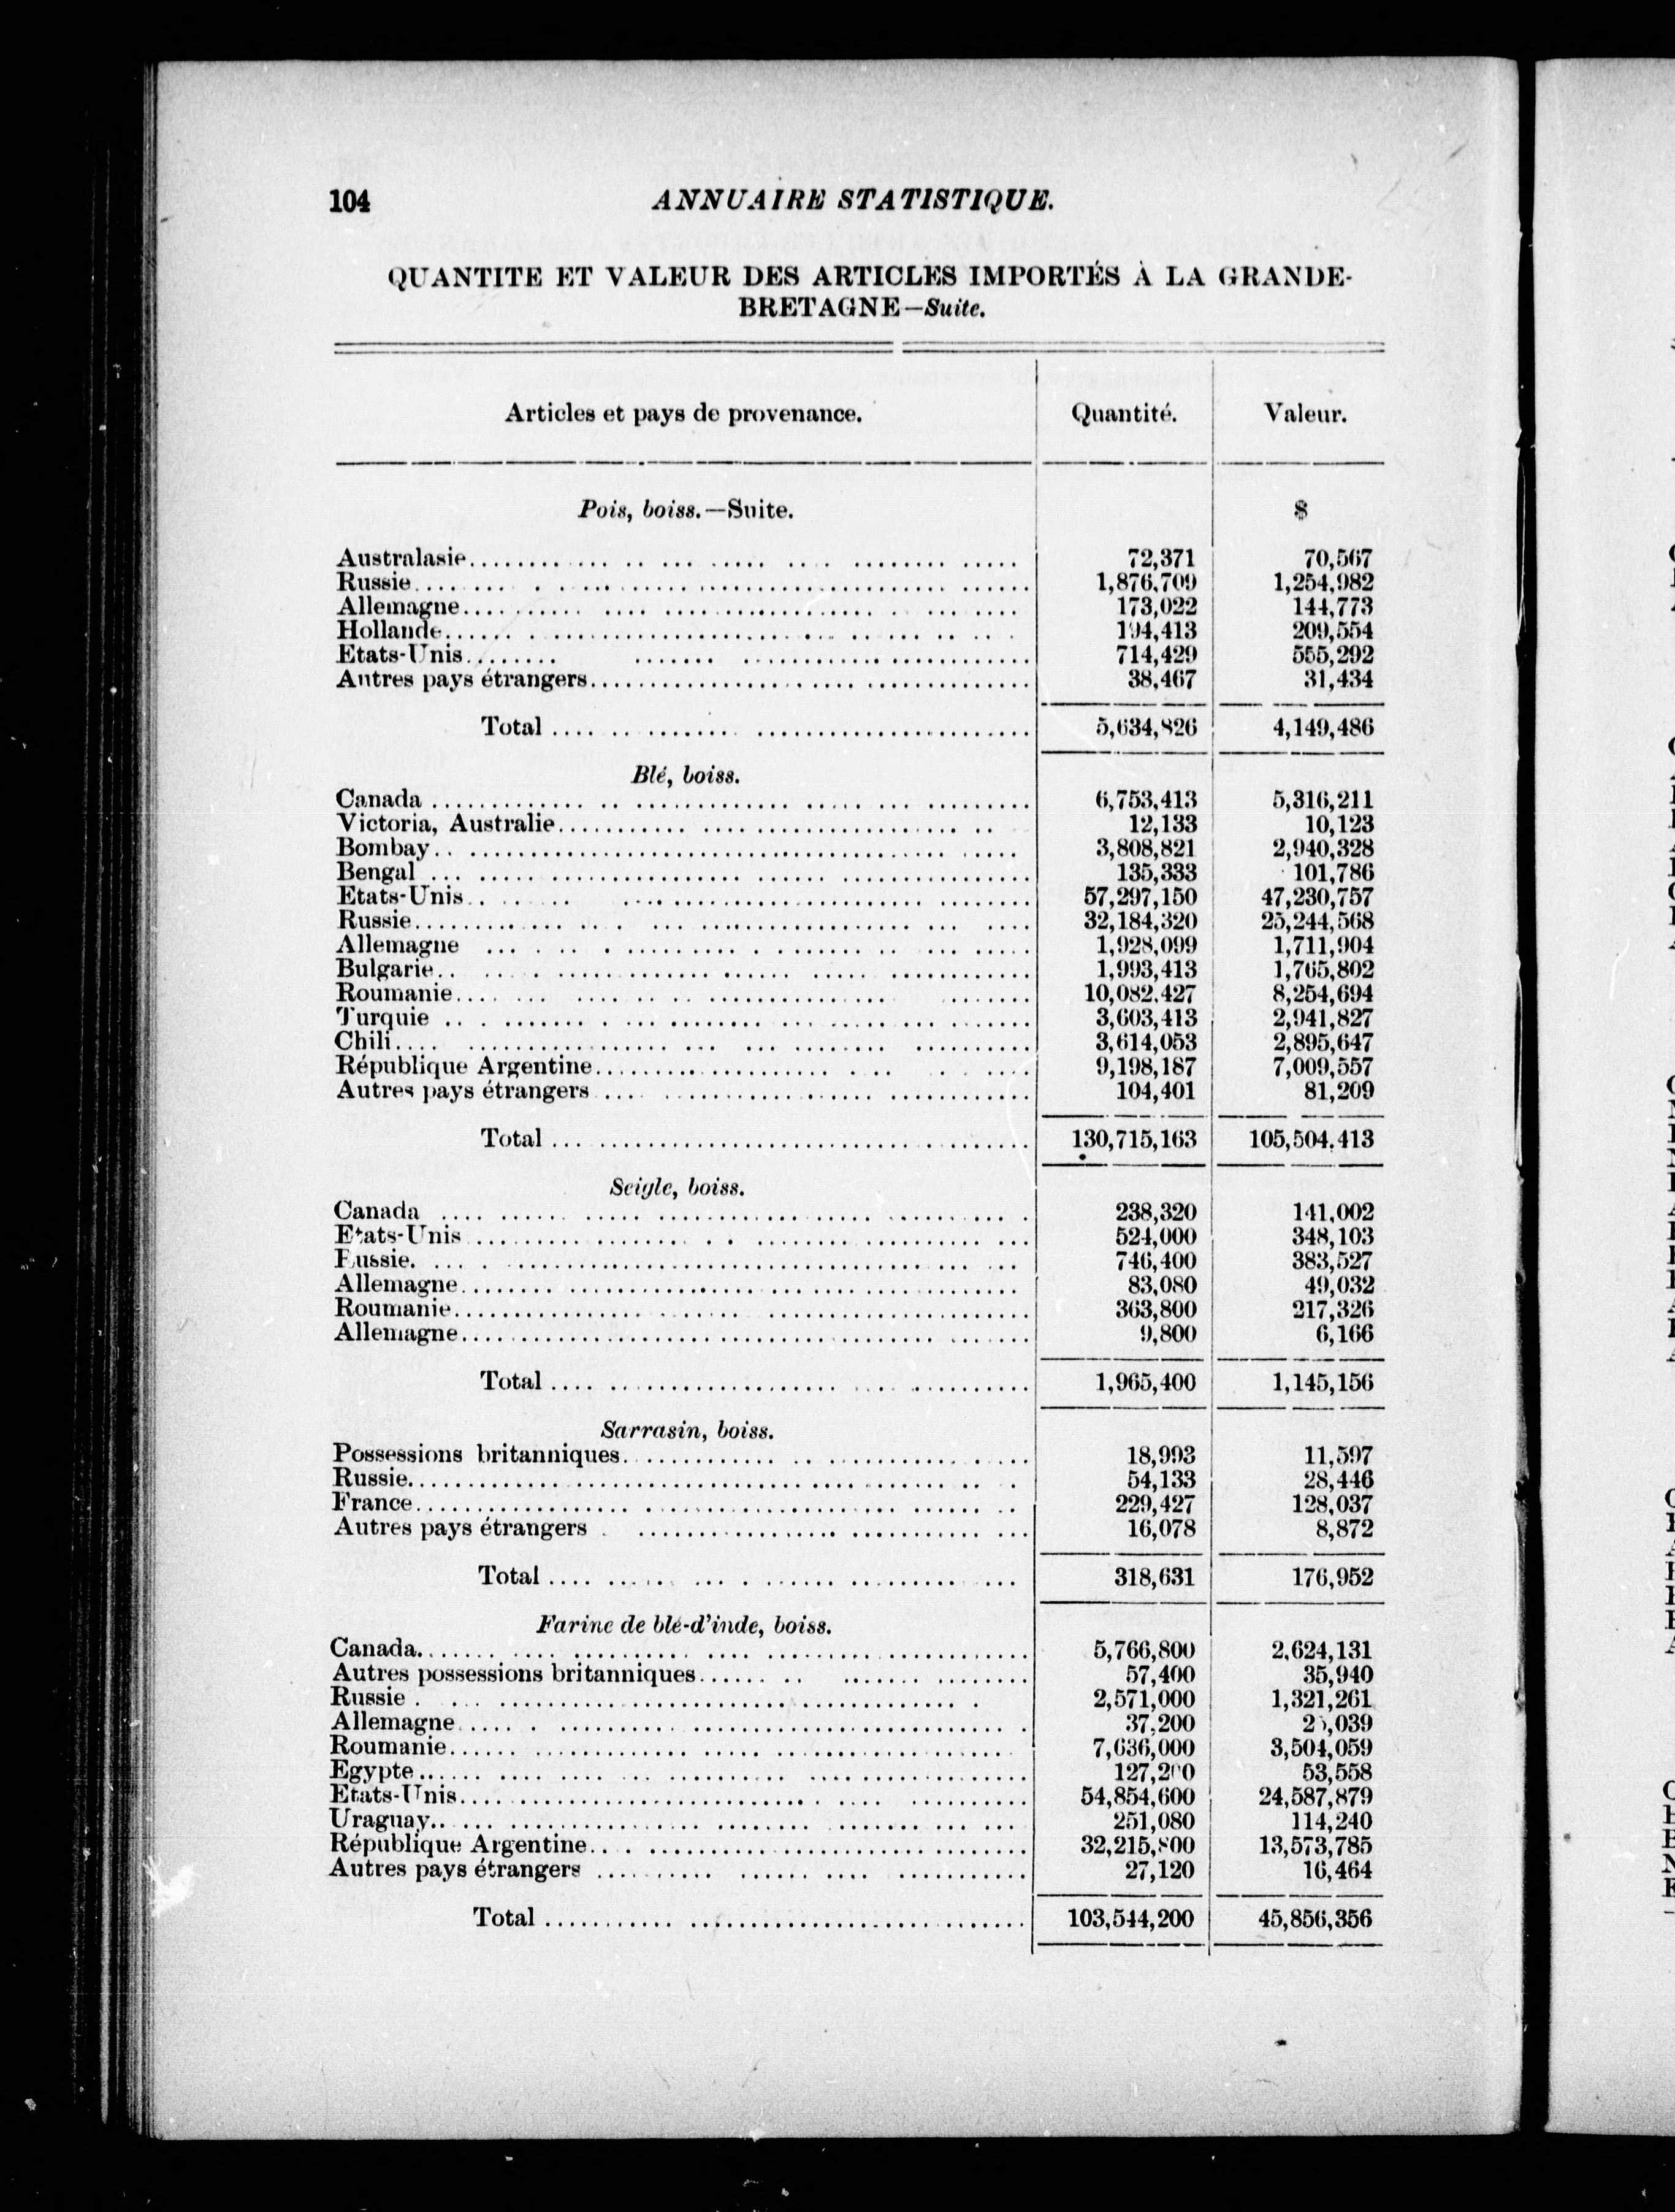 104 ANNUAIRE STATISTIQUE.
QUANTITE ET VALEUR DES ARTICLES IMPORTÉS À LA GRANDE-
BRETAGNE—Suite.
Articles et pays de provenance. Quantité. Valeur.
Pois, boiss.—Suite. $
Australasie 72,371 70,567
Russie 1,876,709 1,254,982
Allemagne 173,022 144,773
Hollande 194,413 209,554
Etats-Unis 714,429 555,292
Autres pays étrangers 38,467 31,434
Total 5,634,826 4,149,486
Blé, boiss.
Canada 6,753,413 5,316,211
Victoria, Australie 12,133 10,123
Bombay 3,808,821 2,940,328
Bengal 135,333 101,786
Etats-Unis 57,297,150 47,230,757
Russie 32,184,320 25,244,568
Allemagne 1,928,099 1,711,904
Bulgarie 1,993,413 1,765,802
Roumanie 10,082,427 8,254,694
Turquie 3,603,413 2,941,827
Chili 3,614,053 2,895,647
République Argentine 9,198,187 7,009,557
Autres pays étrangers 104,401 81,209
Total 130,715,163 105,504,413
Seigle, boiss.
Canada 238,320 141,002
Etats-Unis 524,000 348,103
Russie. 746,400 383,527
Allemagne 83,080 49,032
Roumanie 363,800 217,326
Allemagne 9,800 6,166
Total 1,965,400 1,145,156
Sarrasin, boiss.
Possessions britanniques 18,993 11,597
Russie 54,133 28,446
France 229,427 128,037
Autres pays étrangers 16,078 8,872
Total 318,631 176,952
Farine de blé-d'inde, boiss.
Canada 5,766,800 2,624,131
Autres possessions britanniques 57,400 35,940
Russie 2,571,000 1,321,261
Allemagne 37,200
Roumanie 7,636,000 3,504,059
Egypte 127,200 53,558
Etats-Unis 54,854,600 24,587,879
Uraguay 251,080 114,240
République Argentine 32,215,800 13,573,785
Autres pays étrangers 27,120 16,464
Total 103,544,200 45,856,356